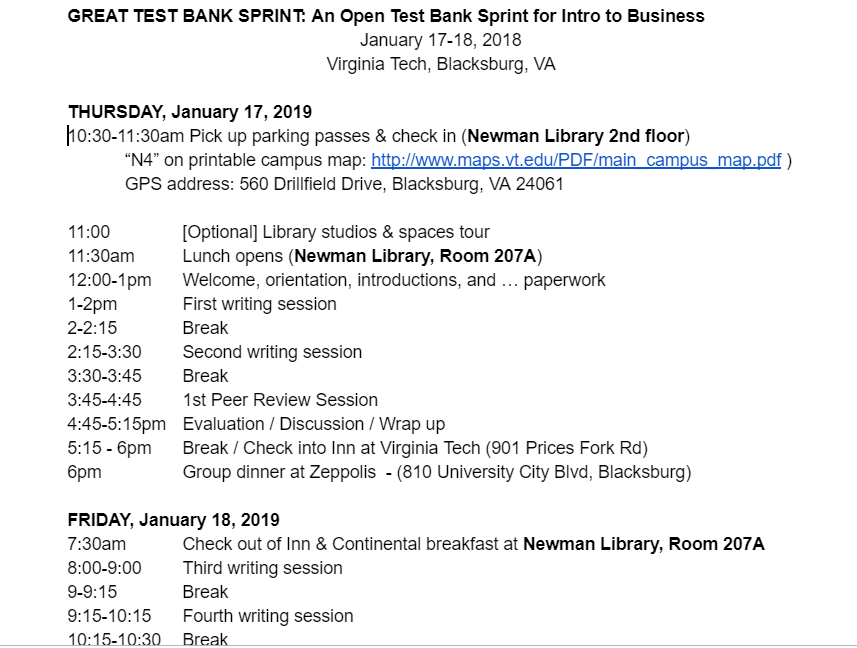 GREAT TEST BANK SPRINT: An Open Test Bank Sprint for Intro to Business
January 17-18, 2018
Virginia Tech, Blacksburg, VA
THURSDAY, January 17, 2019
10:30-11:30am Pick up parking passes & check in (Newman Library 2nd floor)
“N4” on printable campus map: http://www.maps.vt.edu/PDF/main_campus_map.pdf )
GPS address: 560 Drillfield Drive, Blacksburg, VA 24061
11:00 [Optional] Library studios & spaces tour
11:30am Lunch opens (Newman Library, Room 207A)
12:00-1pm Welcome, orientation, introductions, and … paperwork
1-2pm First writing session
2-2:15 Break
2:15-3:30 Second writing session
3:30-3:45 Break
3:45-4:45 1st Peer Review Session
4:45-5:15pm Evaluation / Discussion / Wrap up
5:15 - 6pm Break / Check into Inn at Virginia Tech (901 Prices Fork Rd)
6pm Group dinner at Zeppolis - (810 University City Blvd, Blacksburg)
FRIDAY, January 18, 2019
7:30am Check out of Inn & Continental breakfast at Newman Library, Room 207A
8:00-9:00 Third writing session
9-9:15 Break
9:15-10:15 Fourth writing session
10:15-10:30 Break